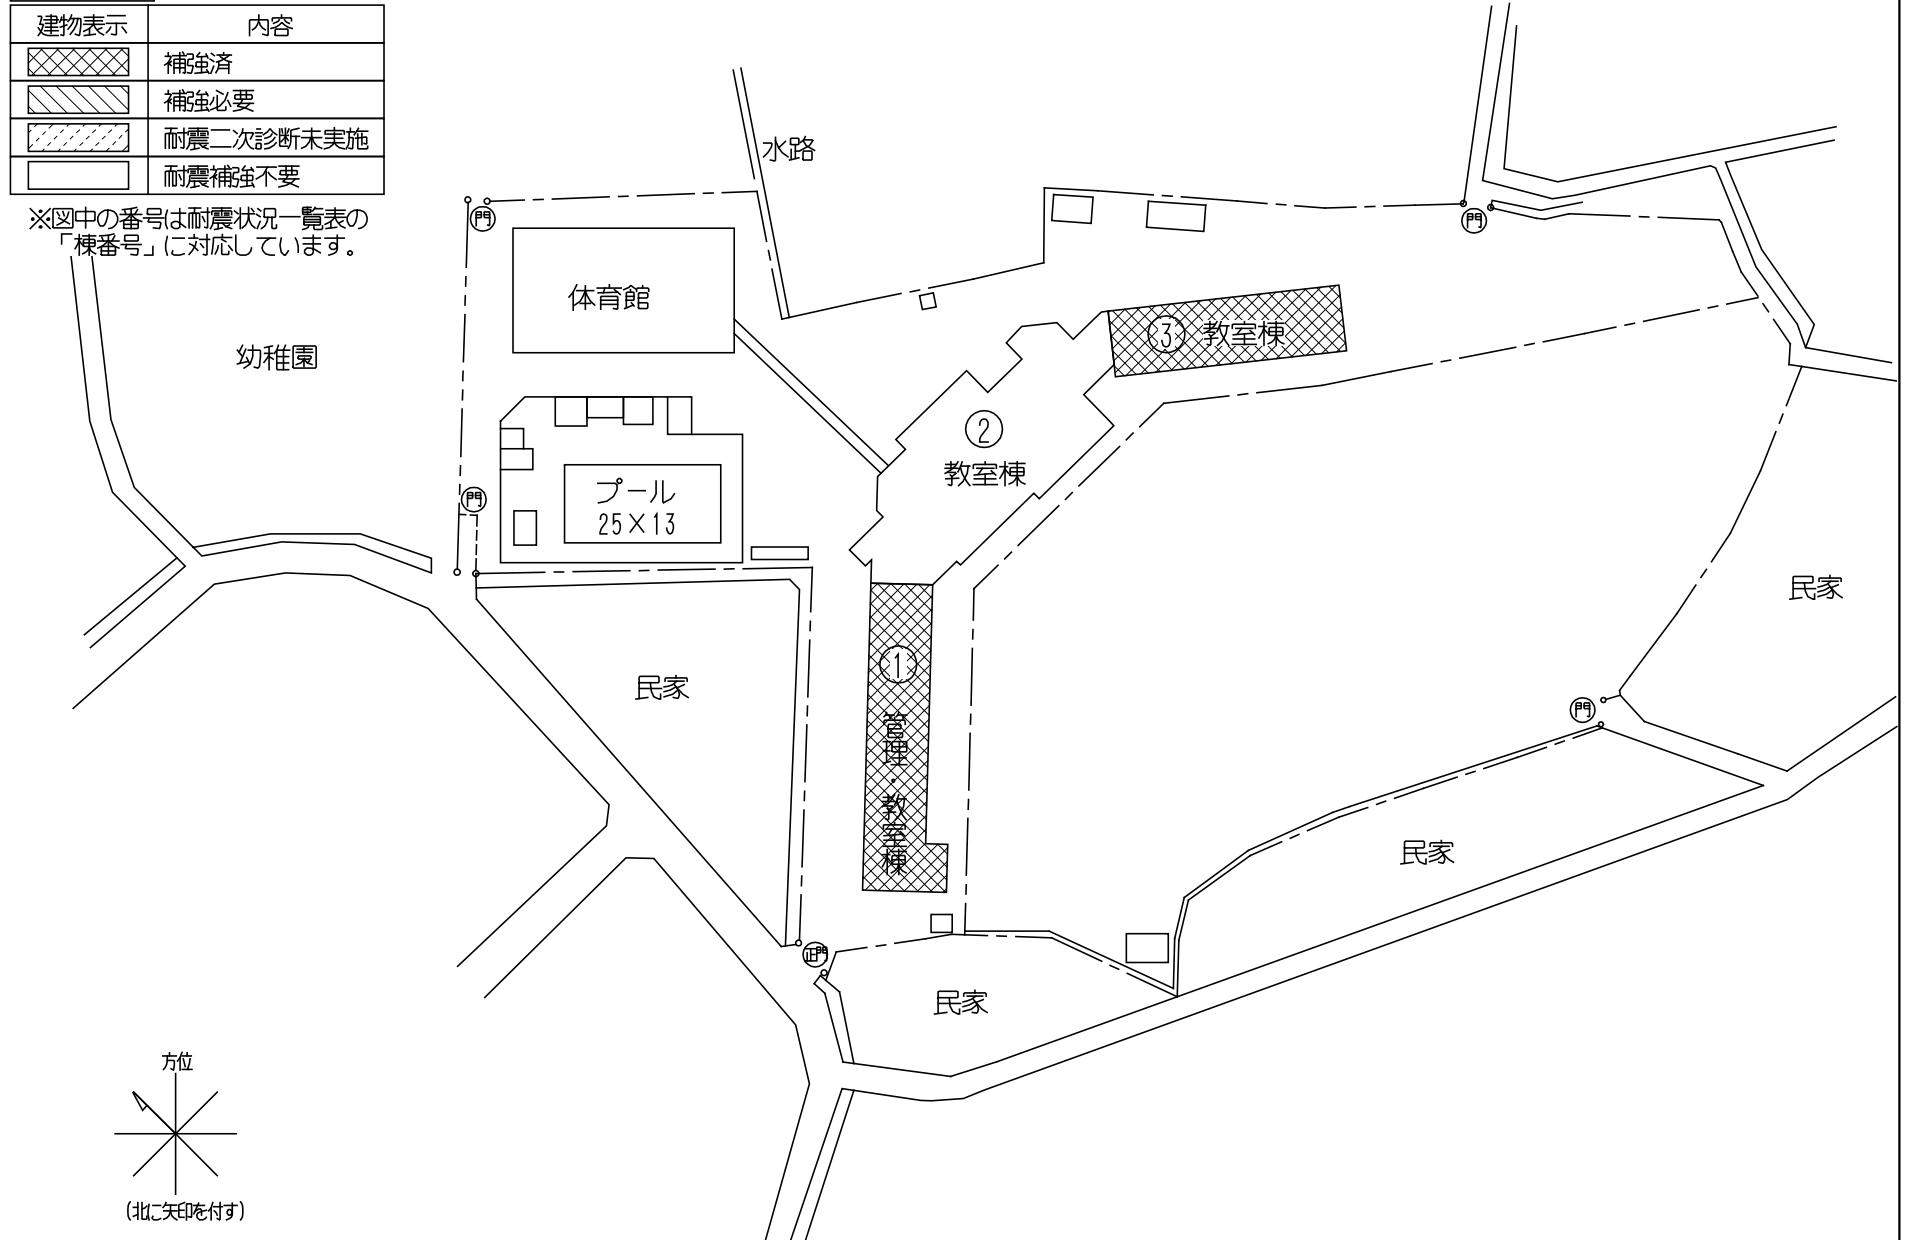 建物表示 内容
補強済
補強必要
耐震二次診断未実施
耐震補強不要
※図中の番号は耐震状況一覧表の
「棟番号」に対応しています。
水路
門
門
体育館
幼稚園
③ 教室棟
②
教室棟
門
プール
25×13
民家
民家
①
管理・教室棟
門
民家
正門
民家
方位
(北に矢印を付す)